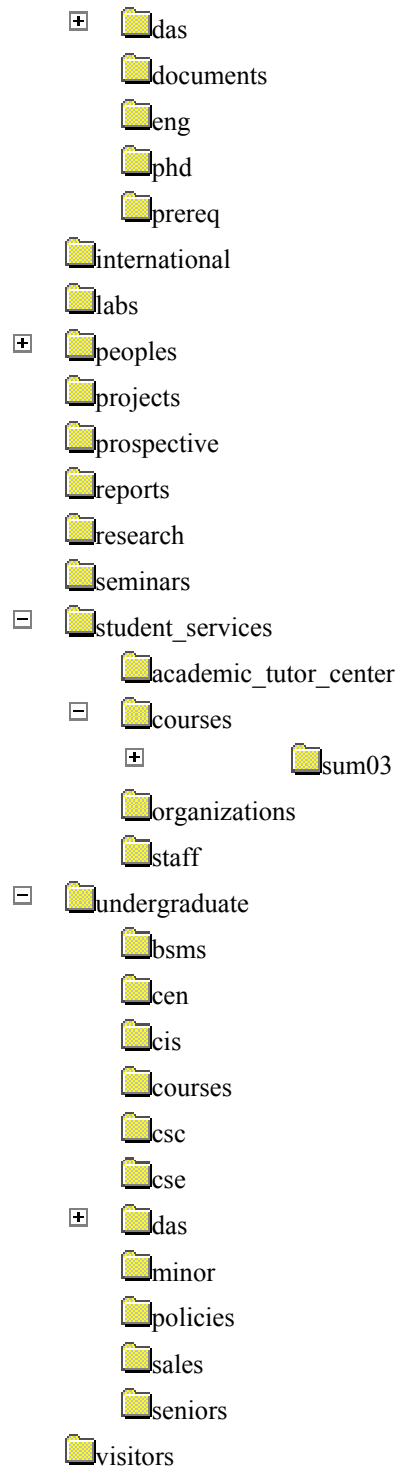 das
documents
eng
phd
prereq
international
labs
peoples
projects
prospective
reports
research
seminars
student_services
academic_tutor_center
courses
sum03
organizations
staff
undergraduate
bsms
cen
cis
courses
csc
cse
das
minor
policies
sales
seniors
visitors